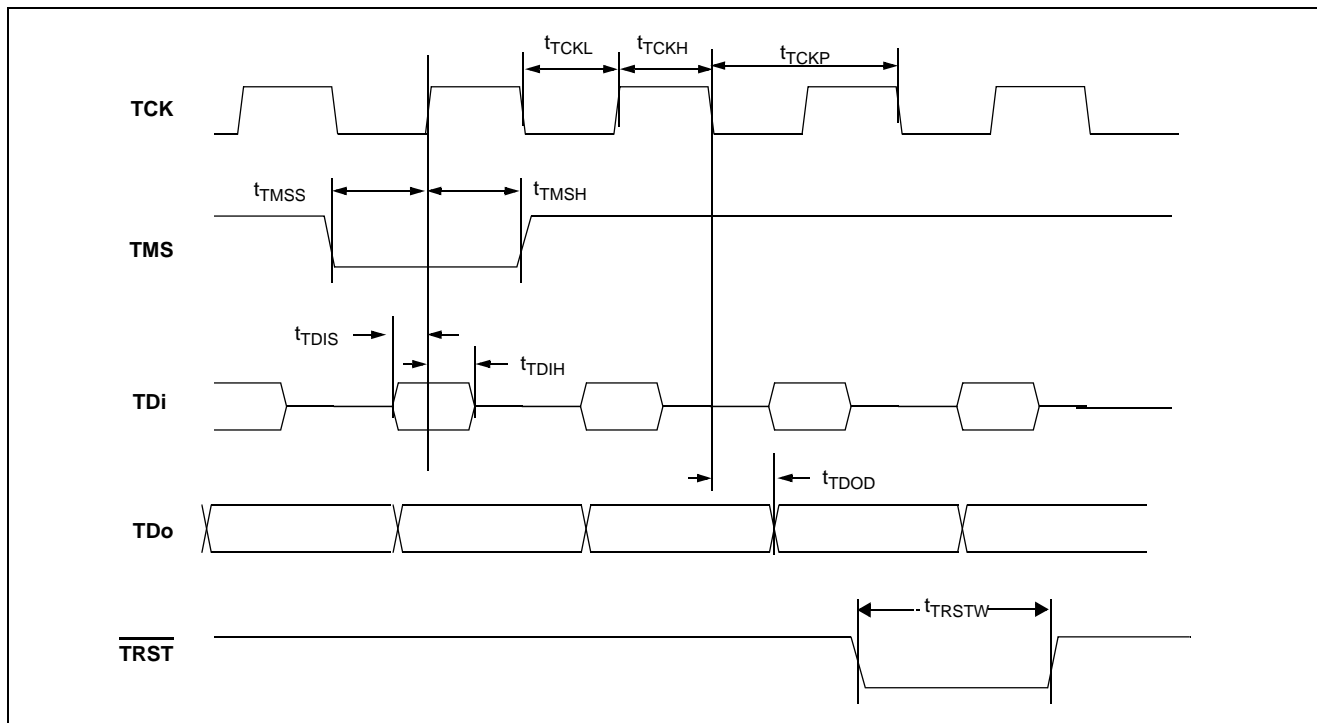 tTCKL tTCKH tTCKP
TCK
tTMSS tTMSH
TMS
tTDIS
tTDIH
TDi
tTDOD
TDo
tTRSTW
TRST